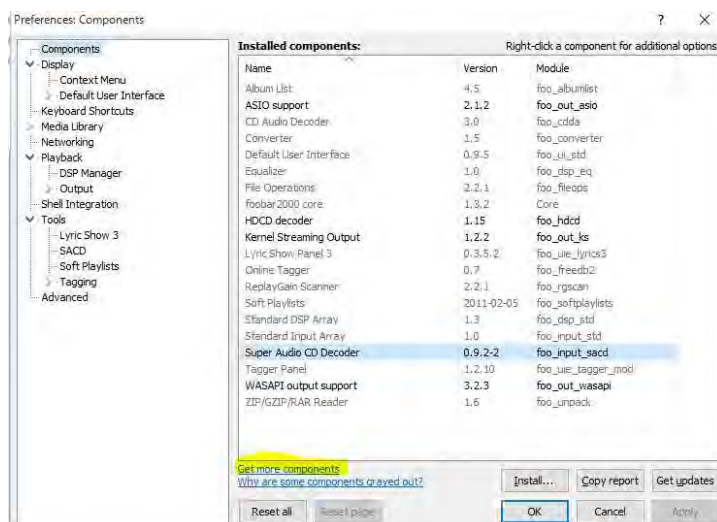 Preferences: Components ? ×
Components
Display
Context Menu
Default User Interface
Keyboard Shortcuts
Media Library
Networking
Playback
DSP Manager
Output
Shell Integration
Tools
Lyric Show 3
SACD
Soft Playlists
Tagging
Advanced
Installed components: Right-click a component for additional options
Name Version Module
Album List 4.5 foo_albumlist
ASIO support 2.1.2 foo_out_asio
CD Audio Decoder 3.0 foo_cdda
Converter 1.5 foo_converter
Default User Interface 0.9.5 foo_ui_std
Equalizer 1.0 foo_dsp_eq
File Operations 2.2.1 foo_fileops
foobar2000 core 1.3.2 Core
HDCD decoder 1.15 foo_hdcd
Kernel Streaming Output 1.2.2 foo_out_ks
Lyric Show Panel 3 0.3.5.2 foo_uie_lyrics3
Online Tagger 0.7 foo_freedb2
ReplayGain Scanner 2.2.1 foo_rgscan
Soft Playlists 2011-02-05 foo_softplaylists
Standard DSP Array 1.3 foo_dsp_std
Standard Input Array 1.0 foo_input_std
Super Audio CD Decoder 0.9.2-2 foo_input_sacd
Tagger Panel 1.2.10 foo_uie_tagger_mod
WASAPI output support 3.2.3 foo_out_wasapi
ZIP/GZIP/RAR Reader 1.6 foo_unpack
Get more components
Why are some components grayed out?
Install... Copy report Get updates
Reset all Reset page OK Cancel Apply